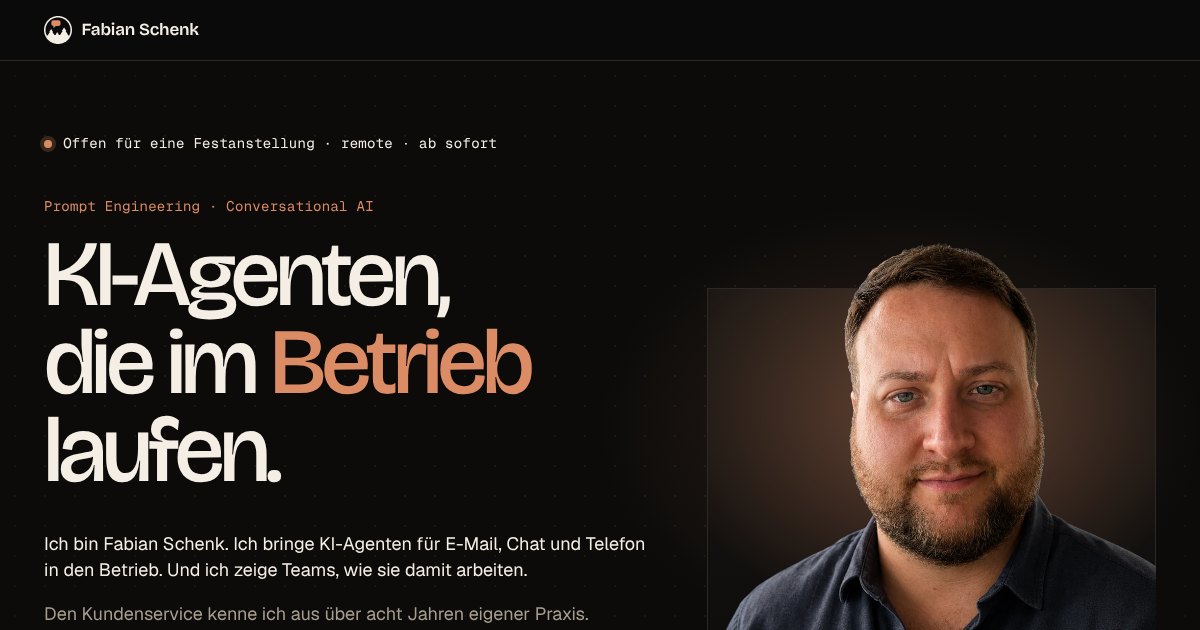 Fabian Schenk
Offen für eine Festanstellung · remote · ab sofort
Prompt Engineering · Conversational AI
KI-Agenten,
die im Betrieb
laufen.
Ich bin Fabian Schenk. Ich bringe KI-Agenten für E-Mail, Chat und Telefon
in den Betrieb. Und ich zeige Teams, wie sie damit arbeiten.
Den Kundenservice kenne ich aus über acht Jahren eigener Praxis.